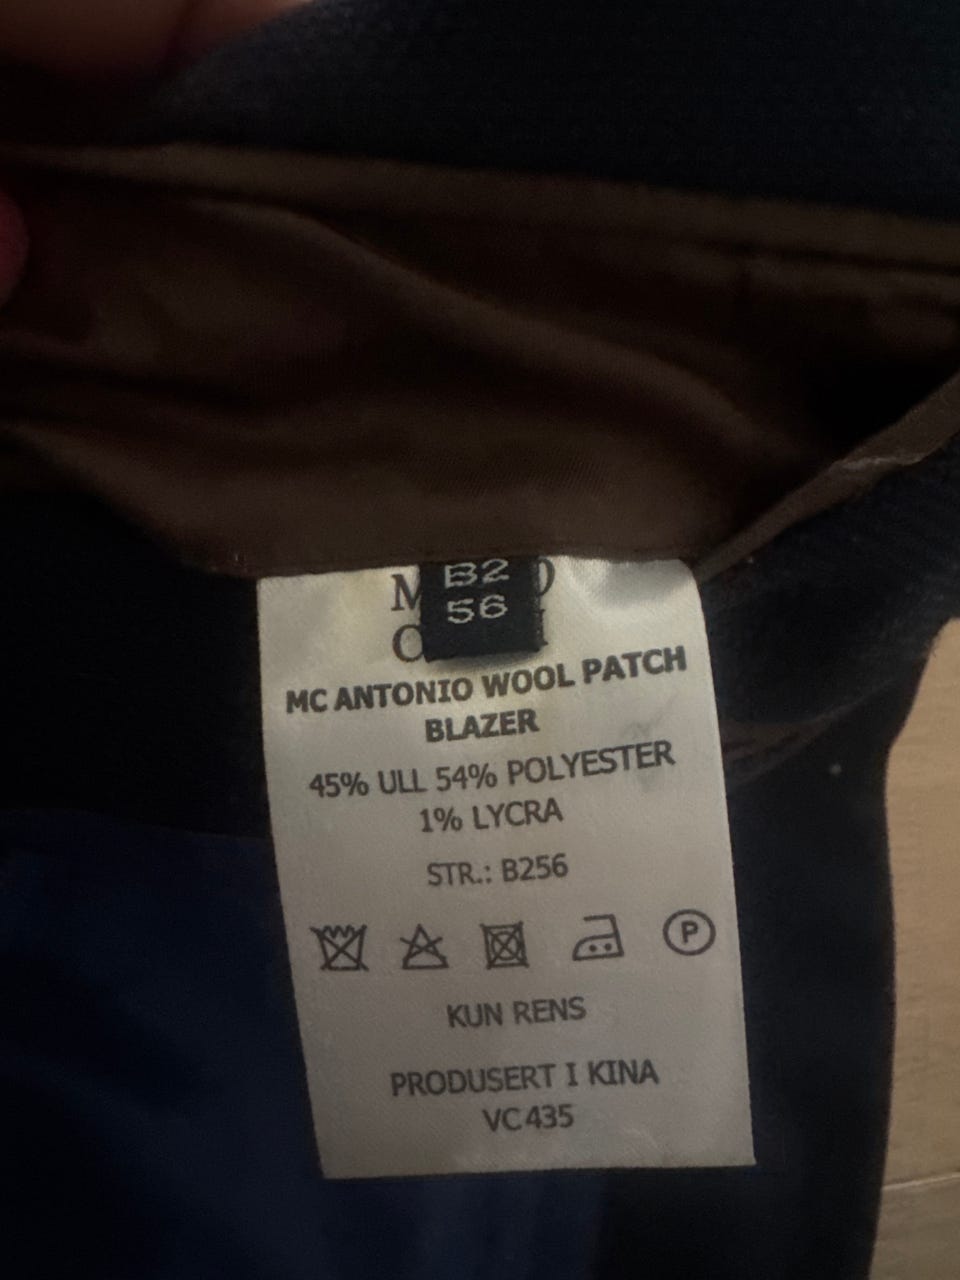 B2
56
MC ANTONIO WOOL PATCH
BLAZER
45% ULL 54% POLYESTER
1% LYCRA
STR.: B256
P
KUN RENS
PRODUSERT I KINA
VC435